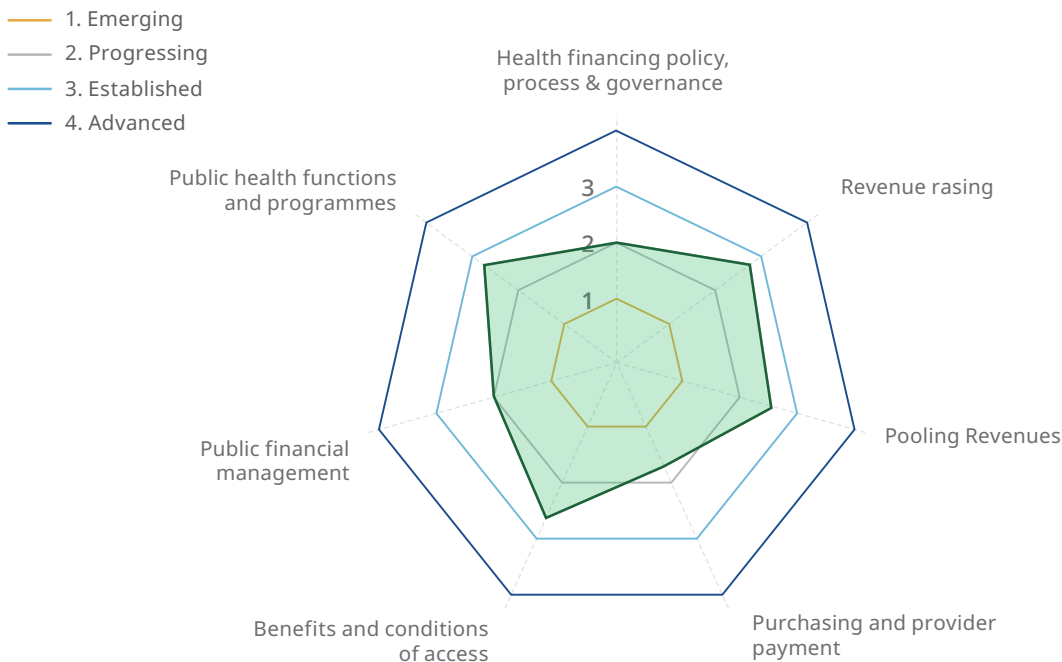 1. Emerging
2. Progressing
3. Established
4. Advanced
Health financing policy,
process & governance
Public health functions
and programmes
Revenue rasing
3
2
1
Public financial
management
Pooling Revenues
Benefits and conditions
of access
Purchasing and provider
payment